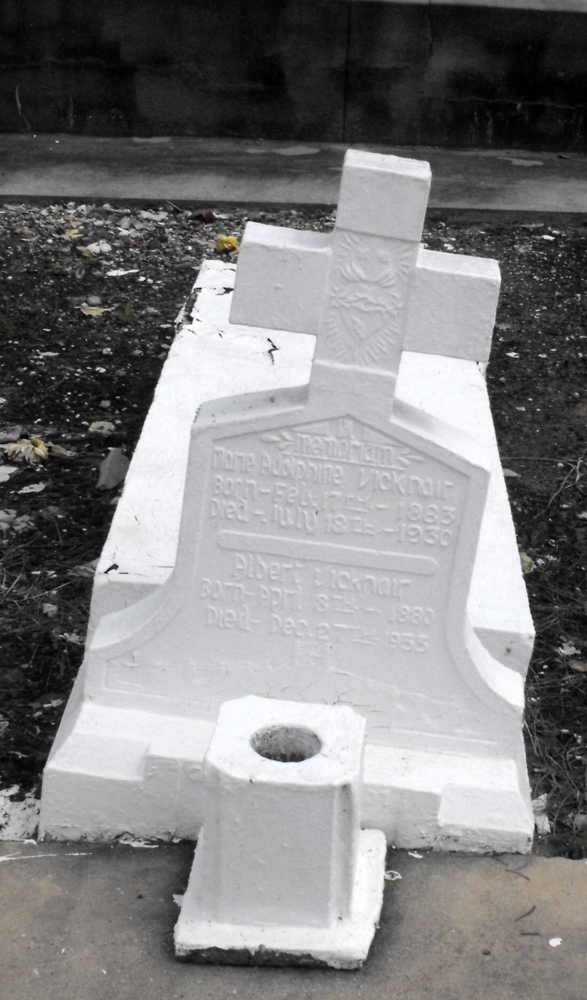 IN
memoriam
Marie Adolphine Vicknair
Born-Feb. 17TH.-1883
Died-July 18TH.-1930
Albert Vicknair
Born-April 8TH.-1880
Died-Dec. 27TH. 1933